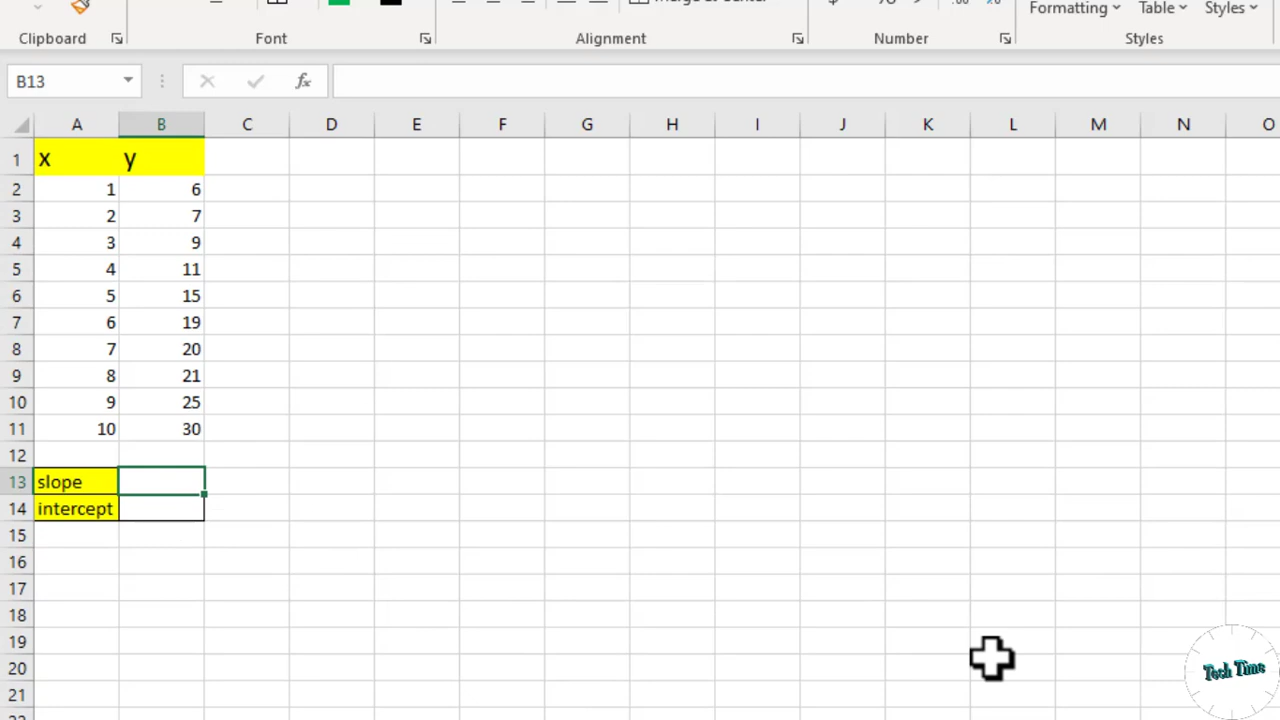 Merge & Center
Formatting Table Styles
Clipboard Font Alignment Number Styles
B13 fx
A B C D E F G H I J K L M N O
1 x y
2 1 6
3 2 7
4 3 9
5 4 11
6 5 15
7 6 19
8 7 20
9 8 21
10 9 25
11 10 30
12
13 slope
14 intercept
15
16
17
18
19
20
21
Tech Time